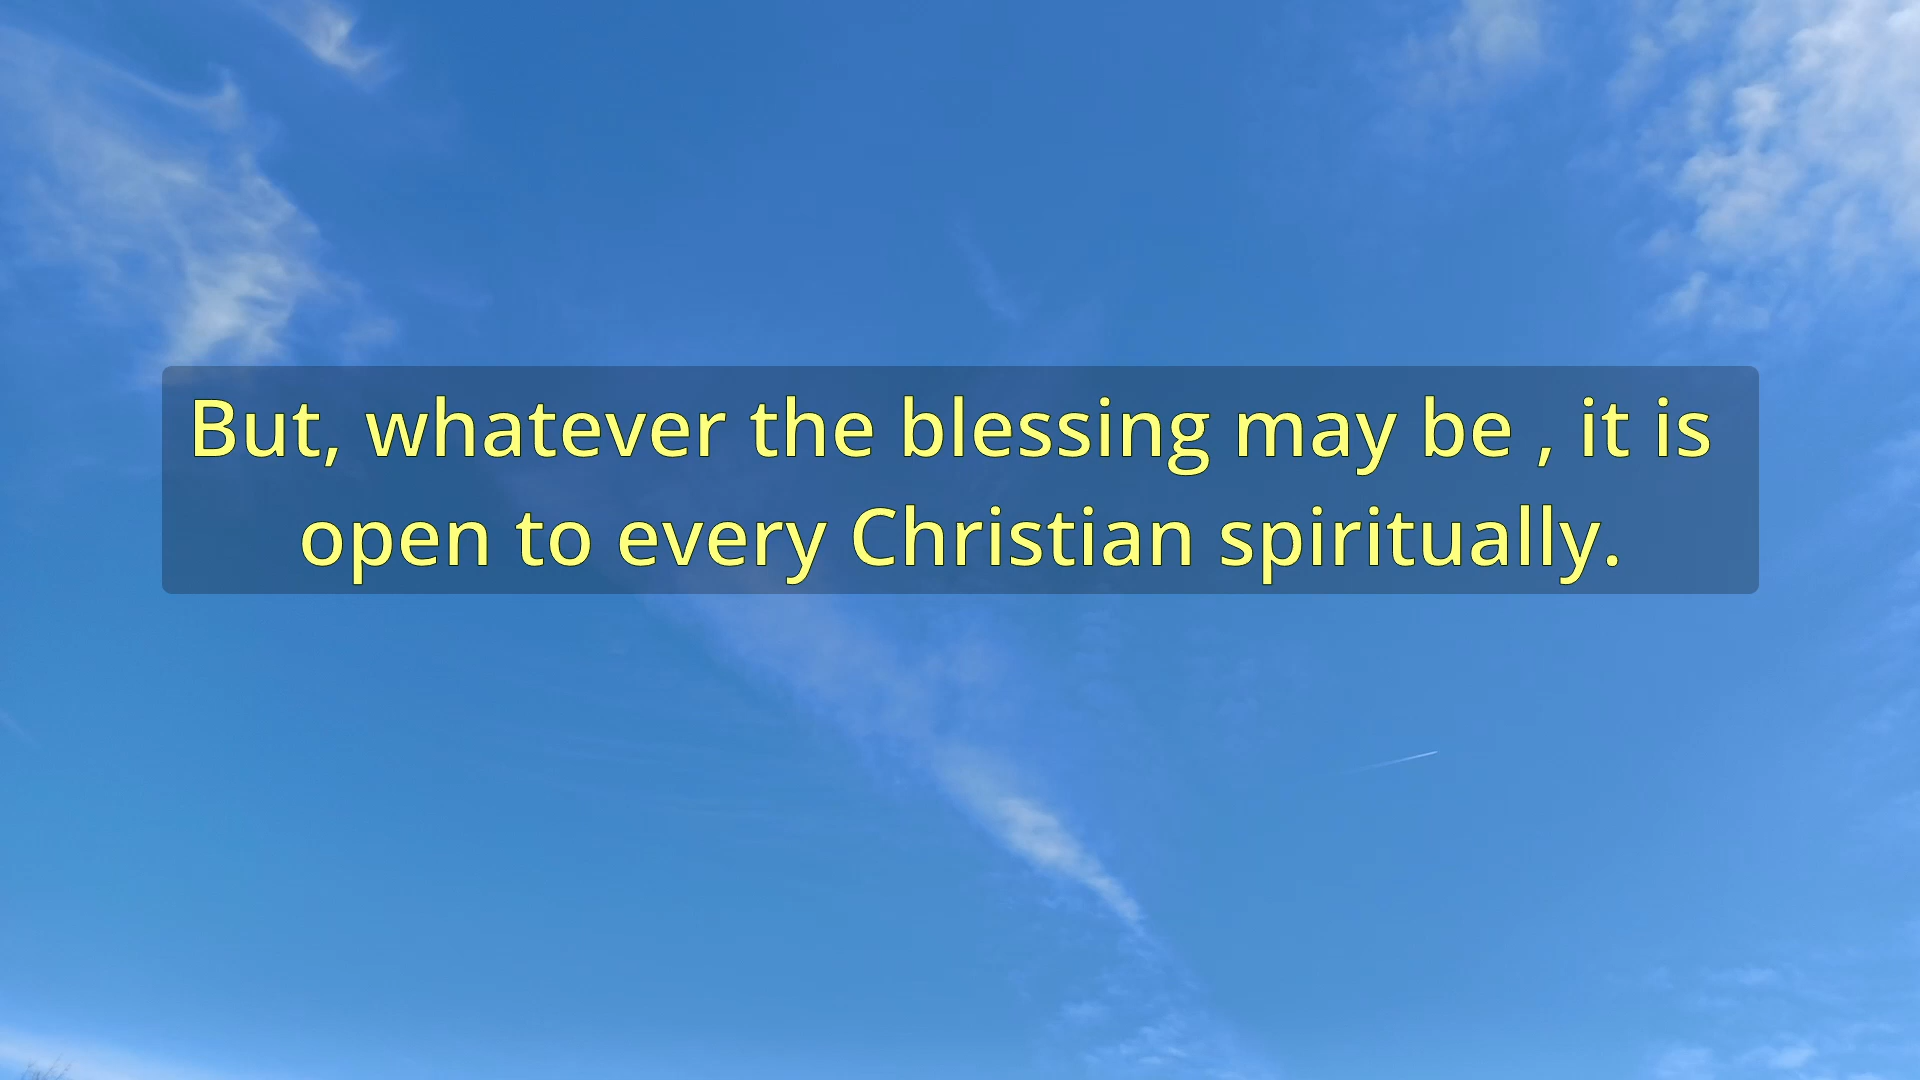 But, whatever the blessing may be , it is
open to every Christian spiritually.